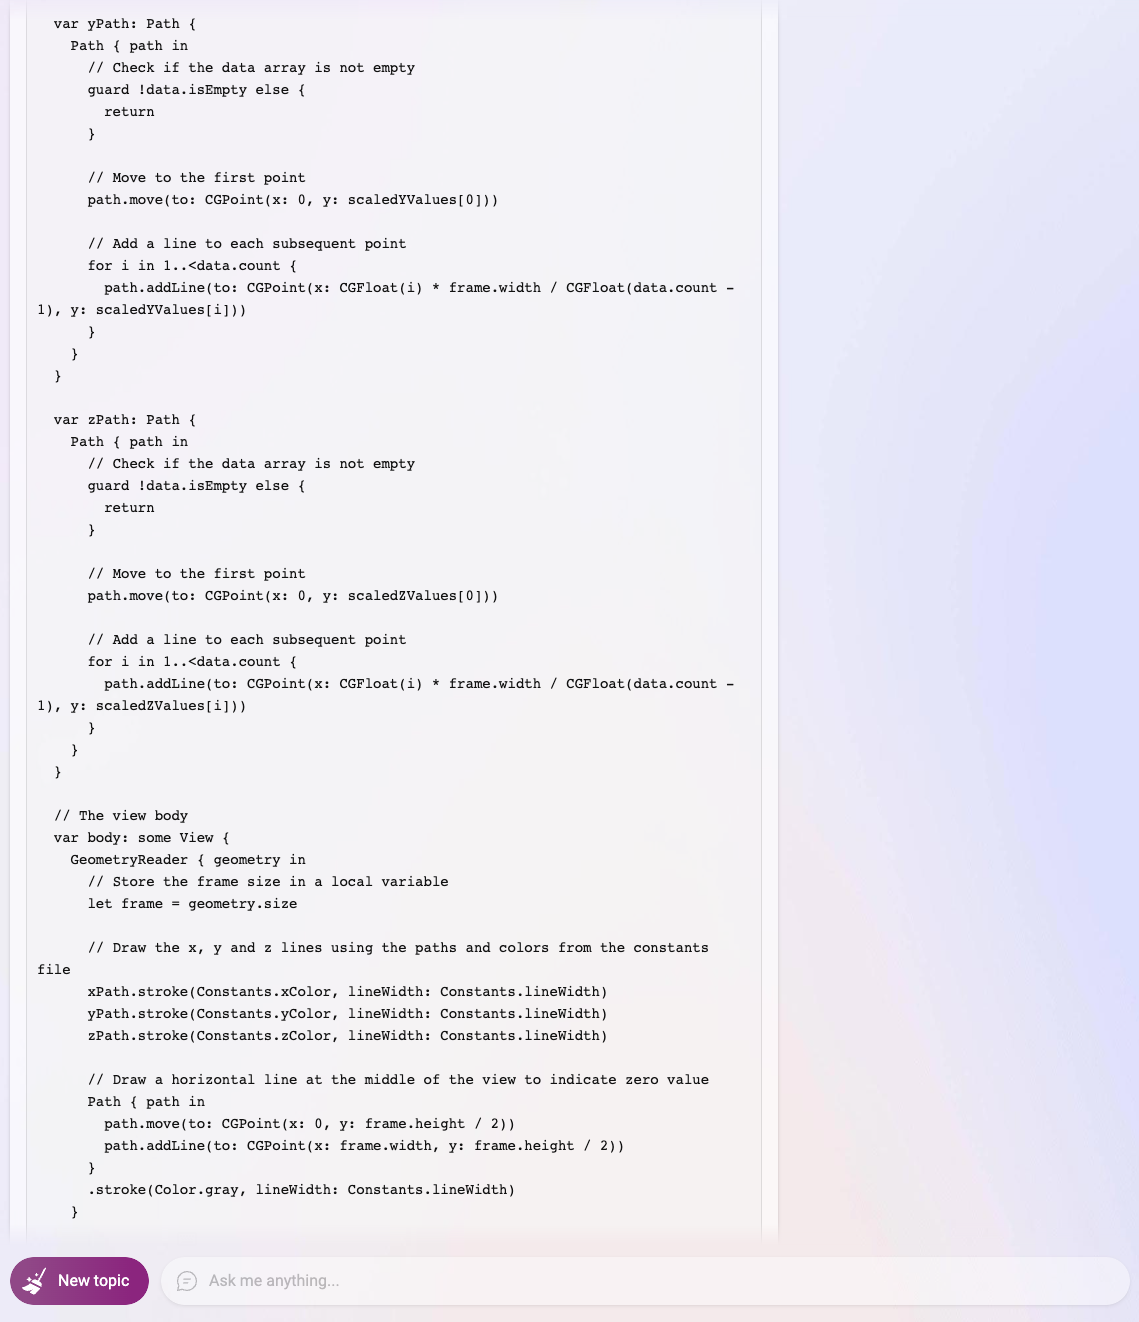 var yPath: Path {
Path { path in
// Check if the data array is not empty
guard !data.isEmpty else {
return
}
// Move to the first point
path.move(to: CGPoint(x: 0, y: scaledYValues[0]))
// Add a line to each subsequent point
for i in 1..<data.count {
path.addLine(to: CGPoint(x: CGFloat(i) * frame.width / CGFloat(data.count -
1), y: scaledYValues[i]))
}
}
}
var zPath: Path {
Path { path in
// Check if the data array is not empty
guard !data.isEmpty else {
return
}
// Move to the first point
path.move(to: CGPoint(x: 0, y: scaledZValues[0]))
// Add a line to each subsequent point
for i in 1..<data.count {
path.addLine(to: CGPoint(x: CGFloat(i) * frame.width / CGFloat(data.count -
1), y: scaledZValues[i]))
}
}
}
// The view body
var body: some View {
GeometryReader { geometry in
// Store the frame size in a local variable
let frame = geometry.size
// Draw the x, y and z lines using the paths and colors from the constants
file
xPath.stroke(Constants.xColor, lineWidth: Constants.lineWidth)
yPath.stroke(Constants.yColor, lineWidth: Constants.lineWidth)
zPath.stroke(Constants.zColor, lineWidth: Constants.lineWidth)
// Draw a horizontal line at the middle of the view to indicate zero value
Path { path in
path.move(to: CGPoint(x: 0, y: frame.height / 2))
path.addLine(to: CGPoint(x: frame.width, y: frame.height / 2))
}
.stroke(Color.gray, lineWidth: Constants.lineWidth)
}
New topic
Ask me anything...